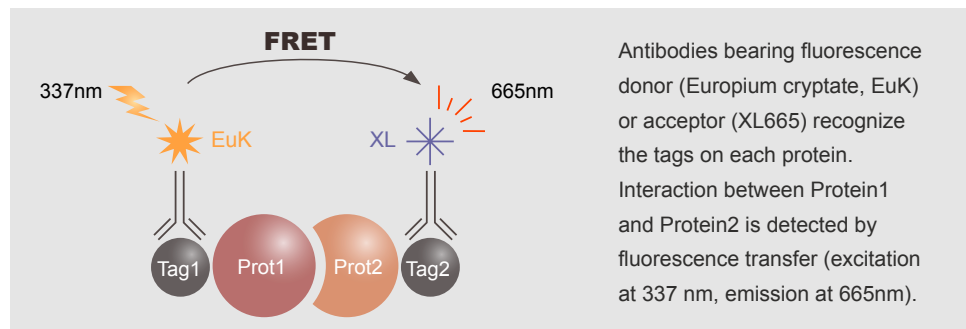 FRET
337nm
665nm
EuK
XL
Tag1
Prot1
Prot2
Tag2
Antibodies bearing fluorescence
donor (Europium cryptate, EuK)
or acceptor (XL665) recognize
the tags on each protein.
Interaction between Protein1
and Protein2 is detected by
fluorescence transfer (excitation
at 337 nm, emission at 665nm).